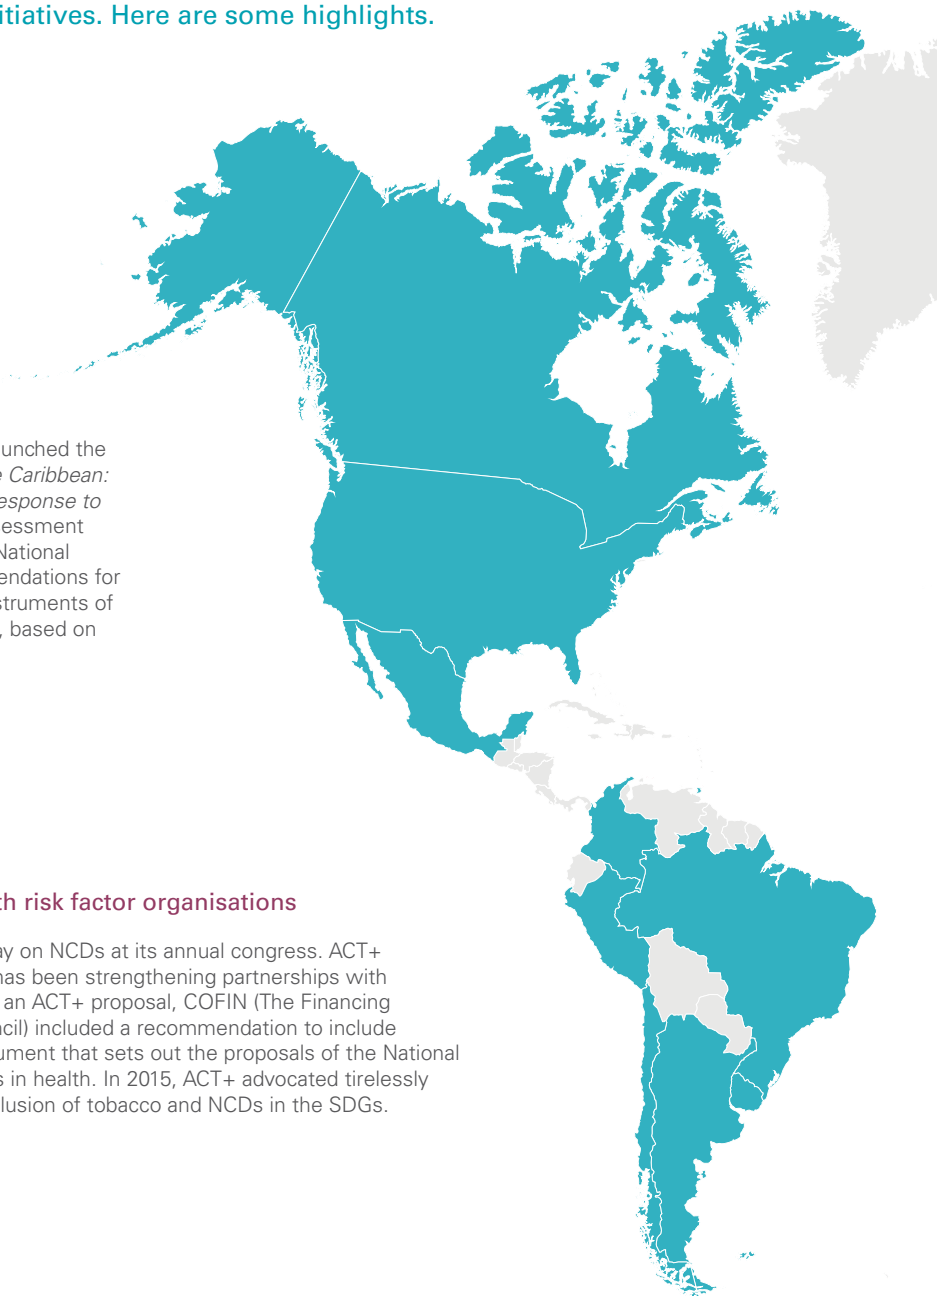 itiatives. Here are some highlights.
unched the
e Caribbean:
esponse to
essment
National
endations for
struments of
, based on
th risk factor organisations
ay on NCDs at its annual congress. ACT+
has been strengthening partnerships with
an ACT+ proposal, COFIN (The Financing
ncil) included a recommendation to include
ument that sets out the proposals of the National
s in health. In 2015, ACT+ advocated tirelessly
lusion of tobacco and NCDs in the SDGs.